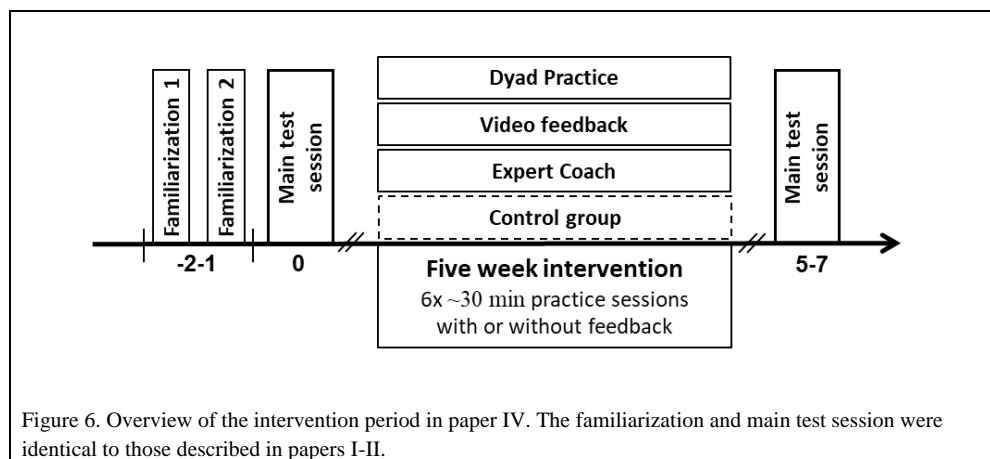 Familiarization 1
Familiarization 2
Main test
session
Dyad Practice
Video feedback
Expert Coach
Control group
Main test
session
-2-1
0
5-7
Five week intervention
6x ~30 min practice sessions
with or without feedback
Figure 6. Overview of the intervention period in paper IV. The familiarization and main test session were
identical to those described in papers I-II.